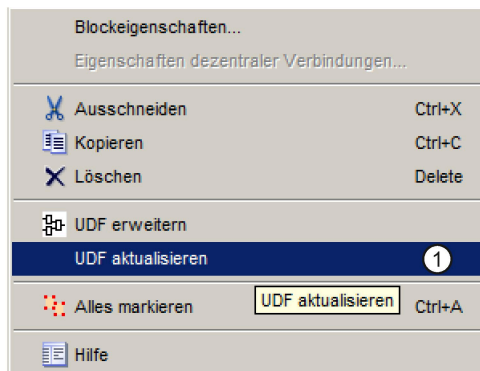 Blockeigenschaften...
Eigenschaften dezentraler Verbindungen...
Ausschneiden Ctrl+X
Kopieren Ctrl+C
Löschen Delete
UDF erweitern
UDF aktualisieren 1
Alles markieren UDF aktualisieren Ctrl+A
Hilfe